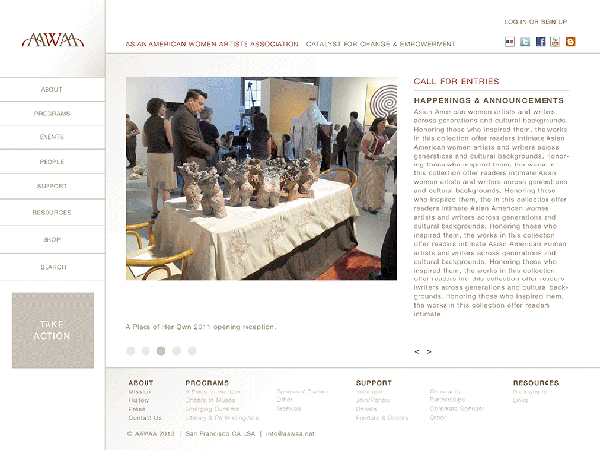 LOG IN OR SIGN UP
AAWAA
ASIAN AMERICAN WOMEN ARTISTS ASSOCIATION CATALYST FOR CHANGE & EMPOWERMENT
ABOUT
PROGRAMS
EVENTS
PEOPLE
SUPPORT
RESOURCES
SHOP
SEARCH
TAKE
ACTION
CALL FOR ENTRIES
HAPPENINGS & ANNOUNCEMENTS
Asian American women artists and writers
across generations and cultural backgrounds.
Honoring those who inspired them, the works
in this collection offer readers intimate Asian
American women artists and writers across
generations and cultural backgrounds. Honor-
ing those who inspired them, the works in
this collection offer readers intimate Asian
women artists and writers across generations
and cultural backgrounds. Honoring those
who inspired them, the in this collection offer
readers intimate Asian American women
artists and writers across generations and
cultural backgrounds. Honoring those who
inspired them, the works in this collection
offer readers intimate Asian American women
artists and writers across generations and
cultural backgrounds. Honoring those who
inspired them, the works in this collection
offer readers intimate this collection offer readers
writers across generations and cultural back-
grounds. Honoring those who inspired them,
the works in this collection offer readers
intimate
< >
A Place of Her Own 2011 opening reception.
ABOUT
Mission
History
Press
Contact Us
PROGRAMS
A Place of Her Own
Cheers to Muses
Emerging Curators
Literary & Performing Arts
Other
Archives
SUPPORT
Volunteer
Join/Renew
Donate
Funders & Donors
Partnerships
Corporate Sponsor
Other
RESOURCES
Links
© AAWAA 2013 | San Francisco CA USA | info@aawaa.net